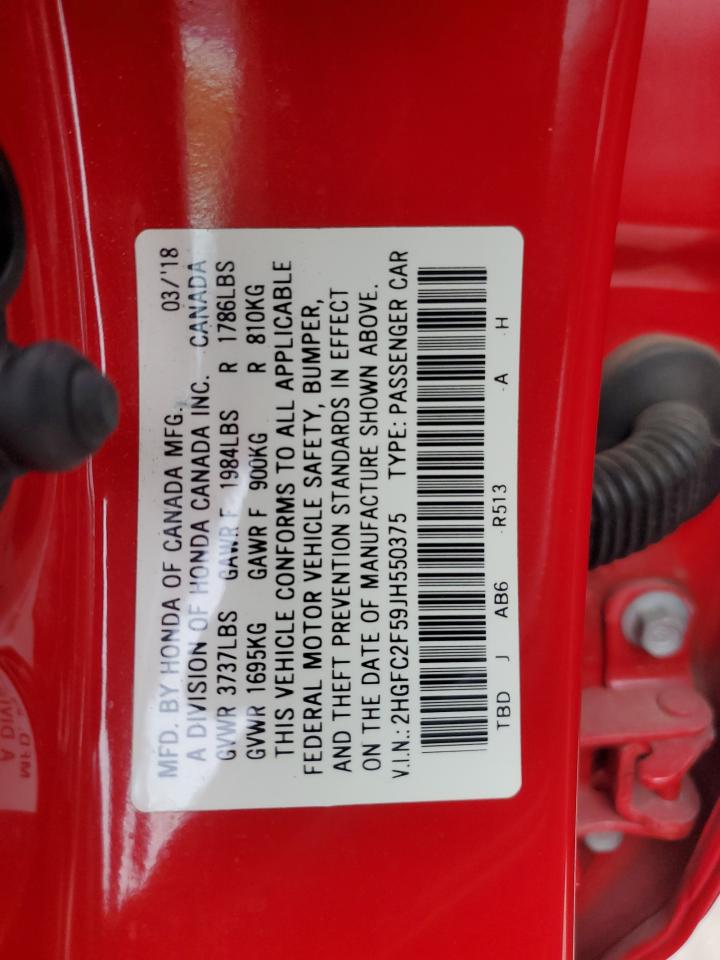 MFD. BY HONDA OF CANADA MFG. 03/'18
A DIVISION OF HONDA CANADA INC. CANADA
GVWR 3737LBS GAWR F 1984LBS R 1786LBS
GVWR 1695KG GAWR F 900KG R 810KG
THIS VEHICLE CONFORMS TO ALL APPLICABLE
FEDERAL MOTOR VEHICLE SAFETY, BUMPER,
AND THEFT PREVENTION STANDARDS IN EFFECT
ON THE DATE OF MANUFACTURE SHOWN ABOVE.
V.I.N.: 2HGFC2F59JH550375 TYPE: PASSENGER CAR
TBD J AB6 R513 A H